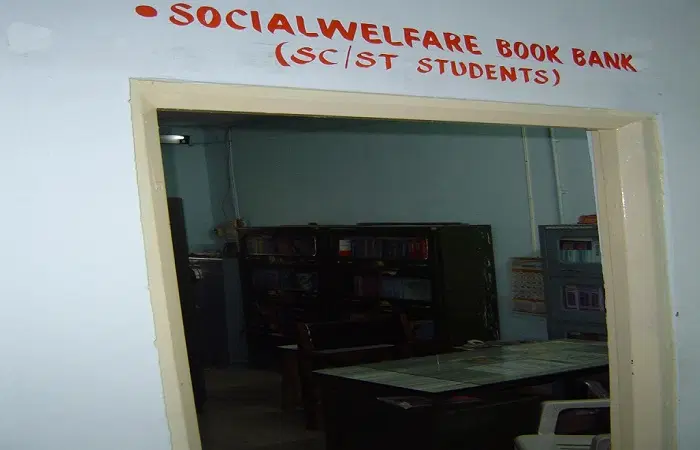 • SOCIALWELFARE BOOK BANK
(SC/ST STUDENTS)